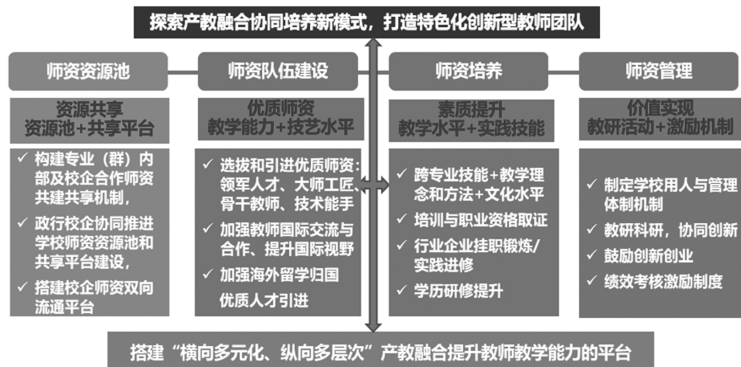 探索产教融合协同培养新模式，打造特色化创新型教师团队
师资资源池
师资队伍建设
师资培养
师资管理
资源共享
资源池+共享平台
优质师资
教学能力+技艺水平
素质提升
教学水平+实践技能
价值实现
教研活动+激励机制
✓ 构建专业（群）内
部及校企合作师资
共建共享机制，
✓ 政行校企协同推进
学校师资资源池和
共享平台建设，
✓ 搭建校企师资双向
流通平台
✓ 选拔和引进优质师资：
领军人才、大师工匠、
骨干教师、技术能手
✓ 加强教师国际交流与
合作、提升国际视野
✓ 加强海外留学归国
优质人才引进
✓ 跨专业技能+教学理
念和方法+文化水平
✓ 培训与职业资格取证
✓ 行业企业挂职锻炼/
实践进修
✓ 学历研修提升
✓ 制定学校用人与管理
体制机制
✓ 教研科研，协同创新
✓ 鼓励创新创业
✓ 绩效考核激励制度
搭建“横向多元化、纵向多层次”产教融合提升教师教学能力的平台